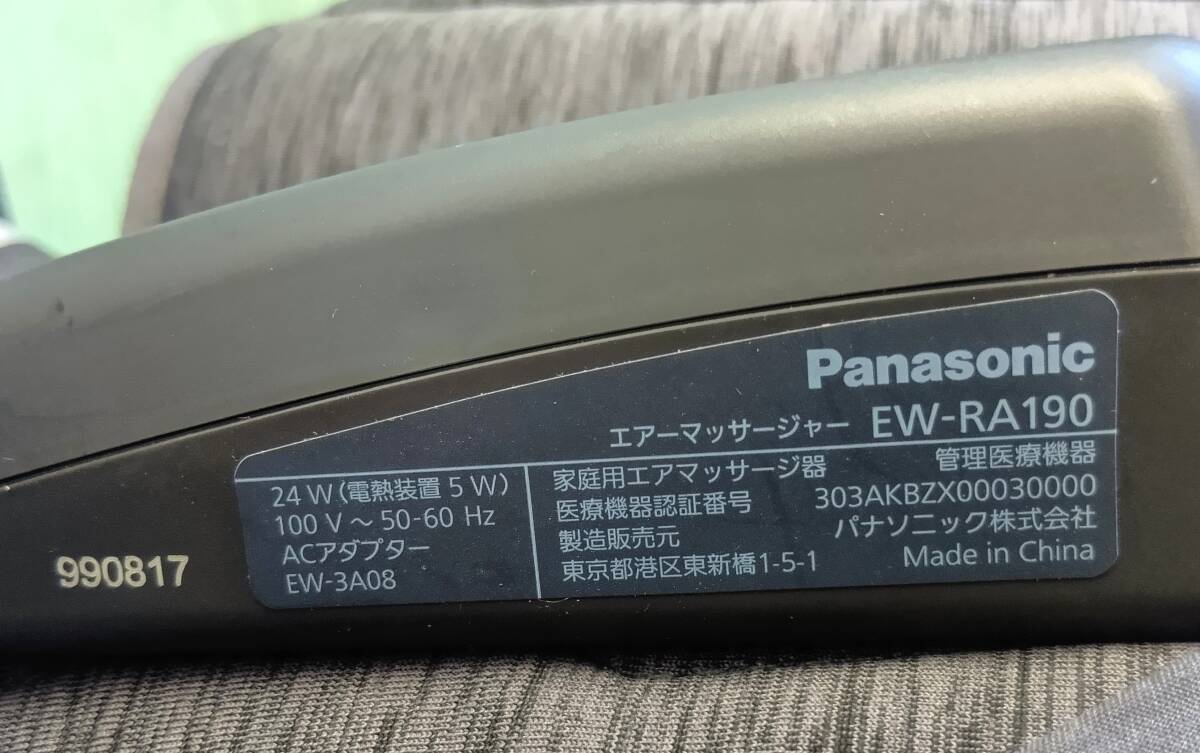 Panasonic
エアーマッサージャー EW-RA190
24 W (電熱装置 5 W)
100 V ～ 50-60 Hz
ACアダプター
EW-3A08
家庭用エアマッサージ器 管理医療機器
医療機器認証番号 303AKBZX00030000
製造販売元 パナソニック株式会社
東京都港区東新橋1-5-1 Made in China
990817